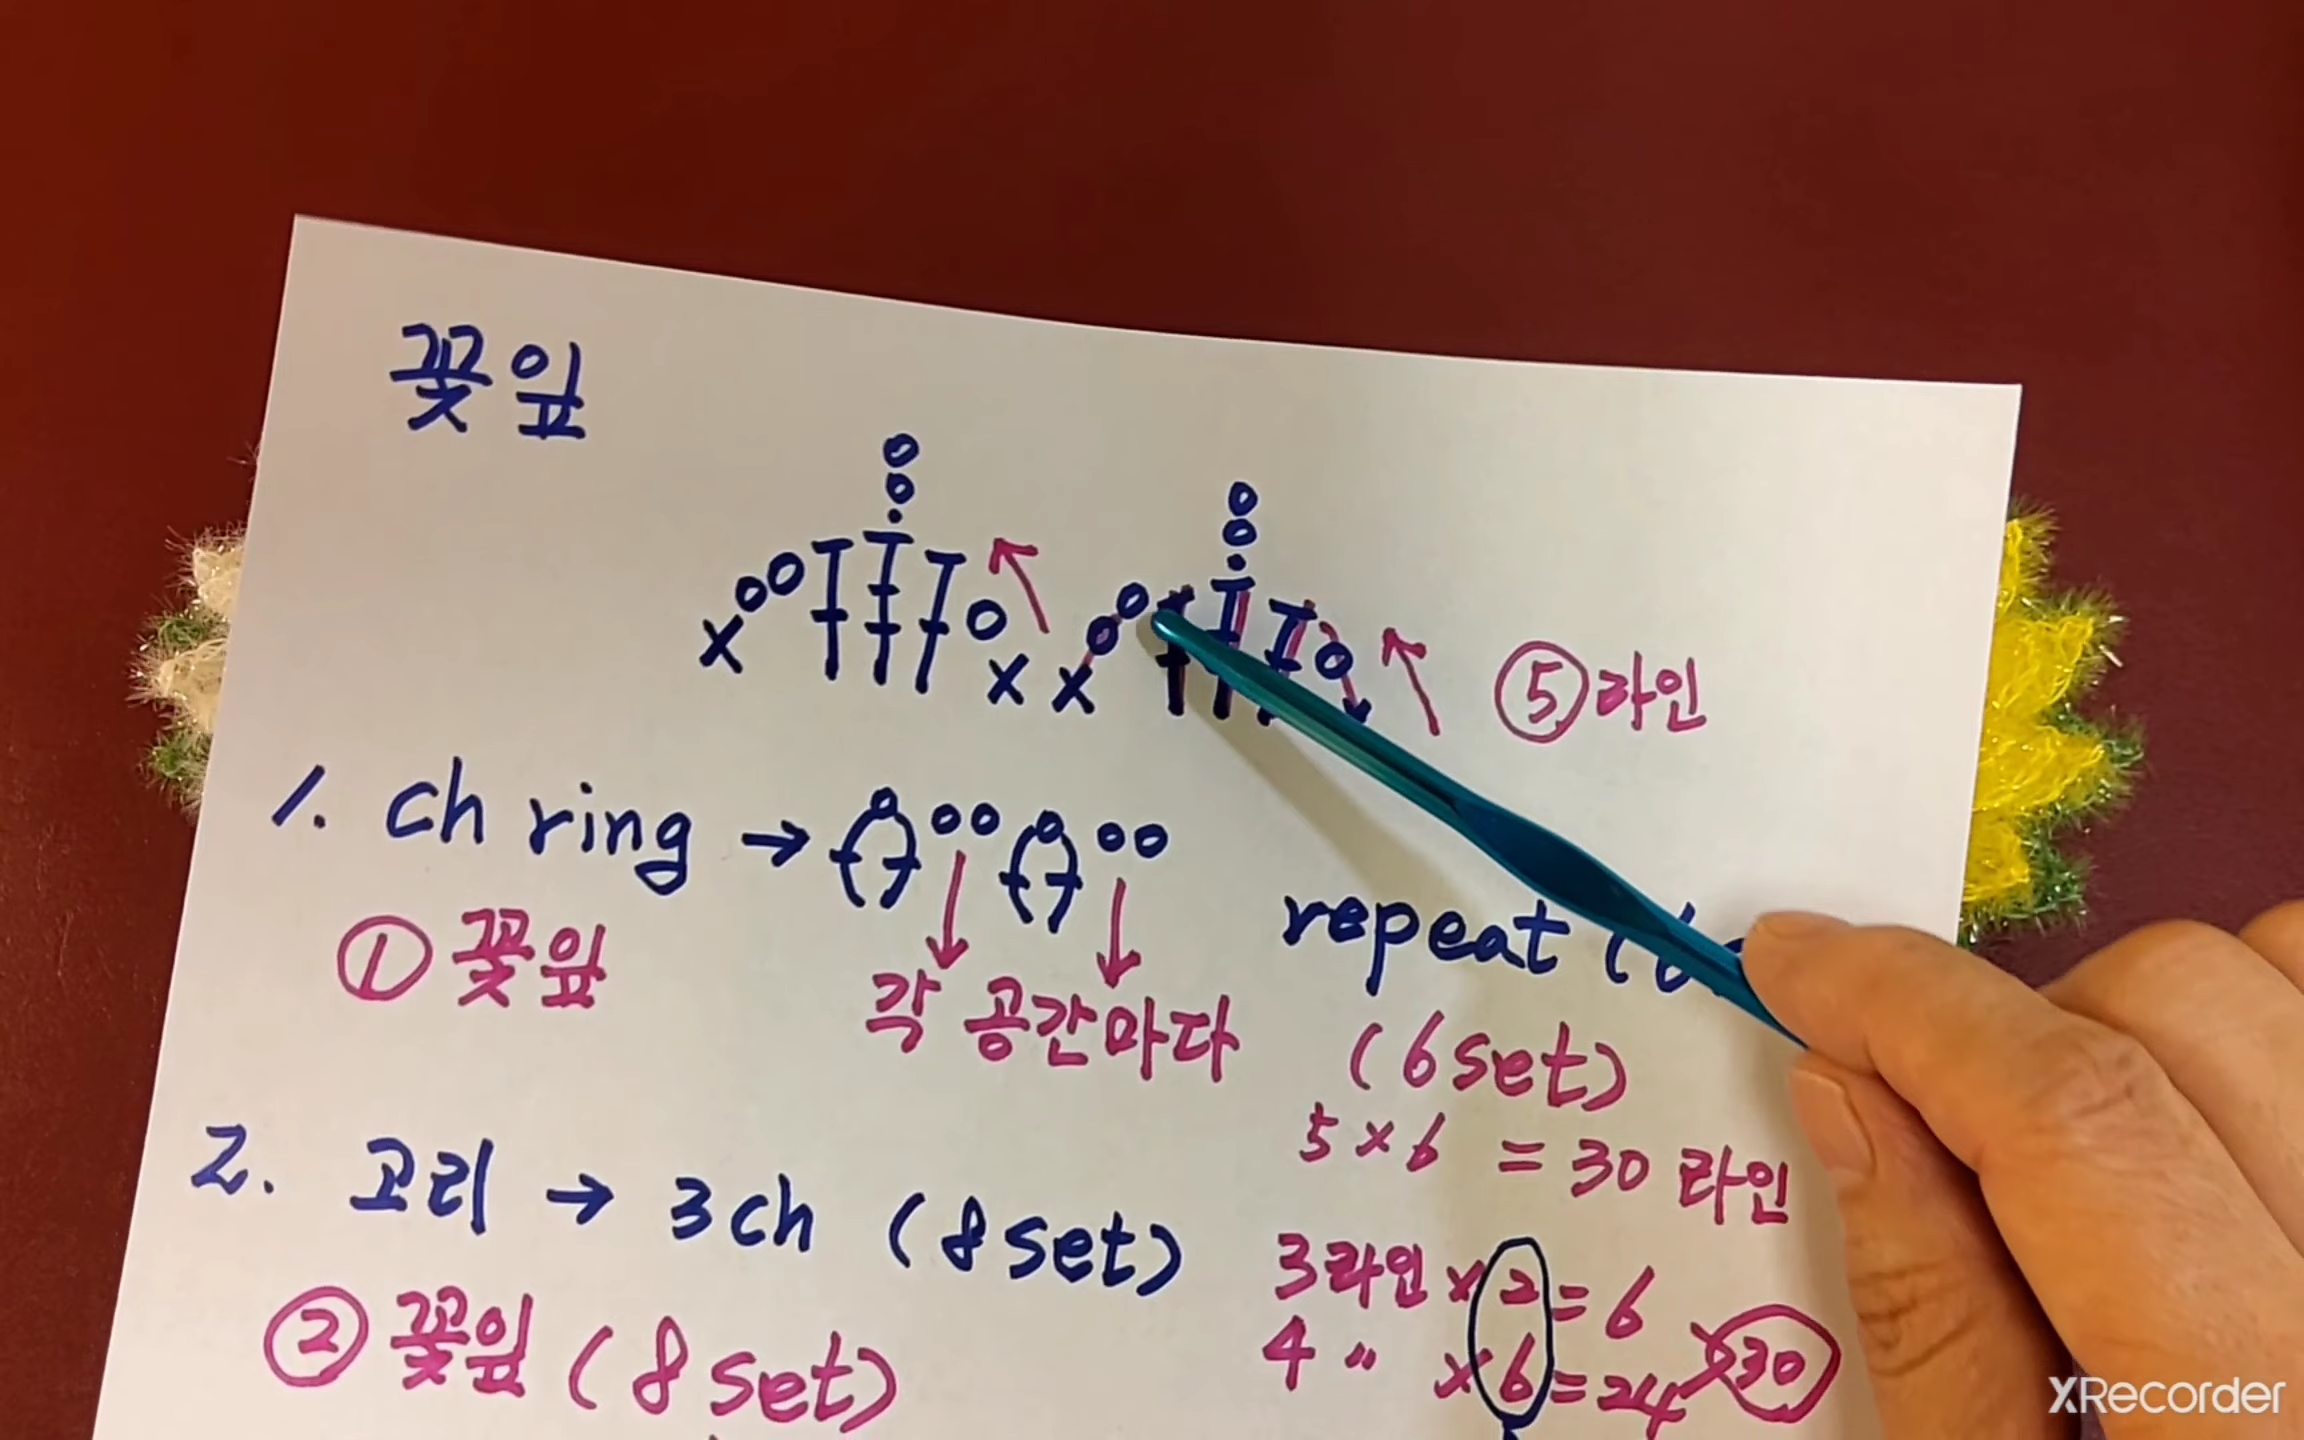 꽃잎
⑤라인
1. ch ring →
repeat (6
①꽃잎
각 공간마다
(6set)
5×6 = 30 라인
2. 고리 → 3ch (8set)
3라인×2=6
②꽃잎 (8set)
4 〃 ×6=24
30
XRecorder